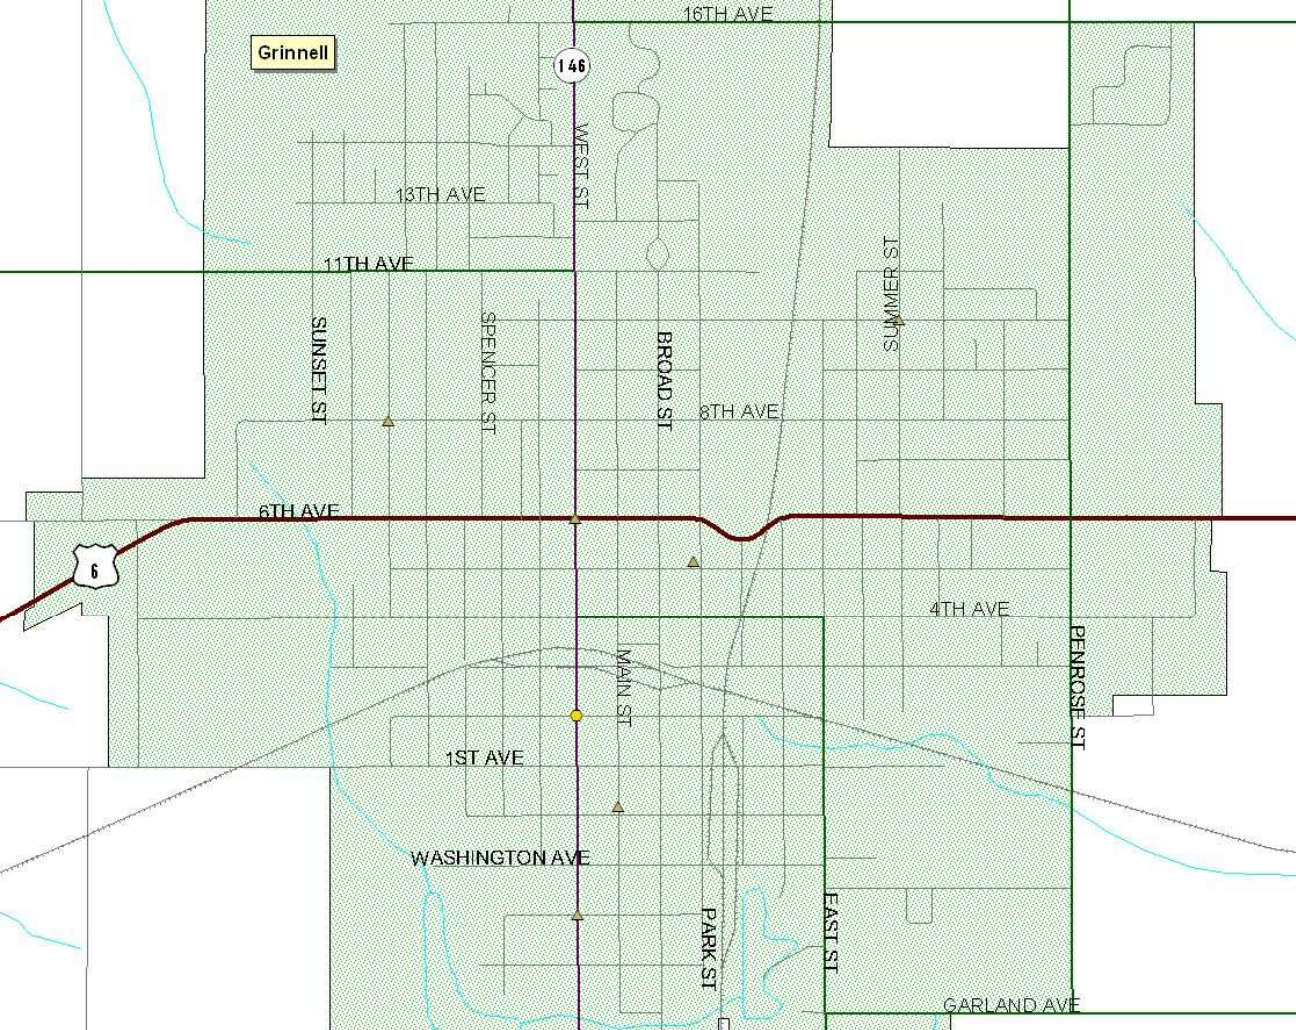 16TH AVE
Grinnell
146
WEST ST
13TH AVE
11TH AVE
SUMMER ST
SUNSET ST
SPENCER ST
BROAD ST
8TH AVE
6TH AVE
6
4TH AVE
PENROSE ST
MAIN ST
1ST AVE
WASHINGTON AVE
PARK ST
EAST ST
GARLAND AVE